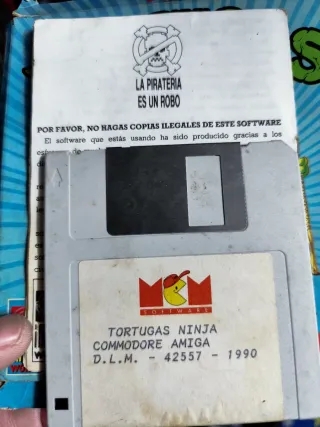 LA PIRATERIA
ES UN ROBO
POR FAVOR, NO HAGAS COPIAS ILEGALES DE ESTE SOFTWARE
El software que estás usando ha sido producido gracias a los
MCM
SOFTWARE
TORTUGAS NINJA
COMMODORE AMIGA
D.L.M. - 42557 - 1990